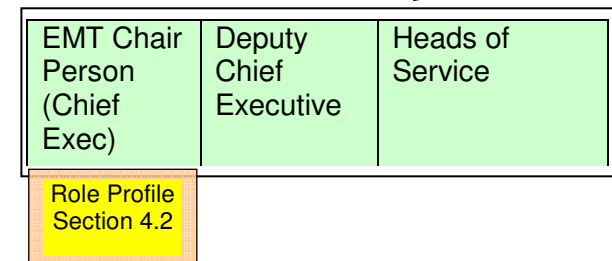 EMT Chair
Person
(Chief
Exec)
Deputy
Chief
Executive
Heads of
Service
Role Profile
Section 4.2